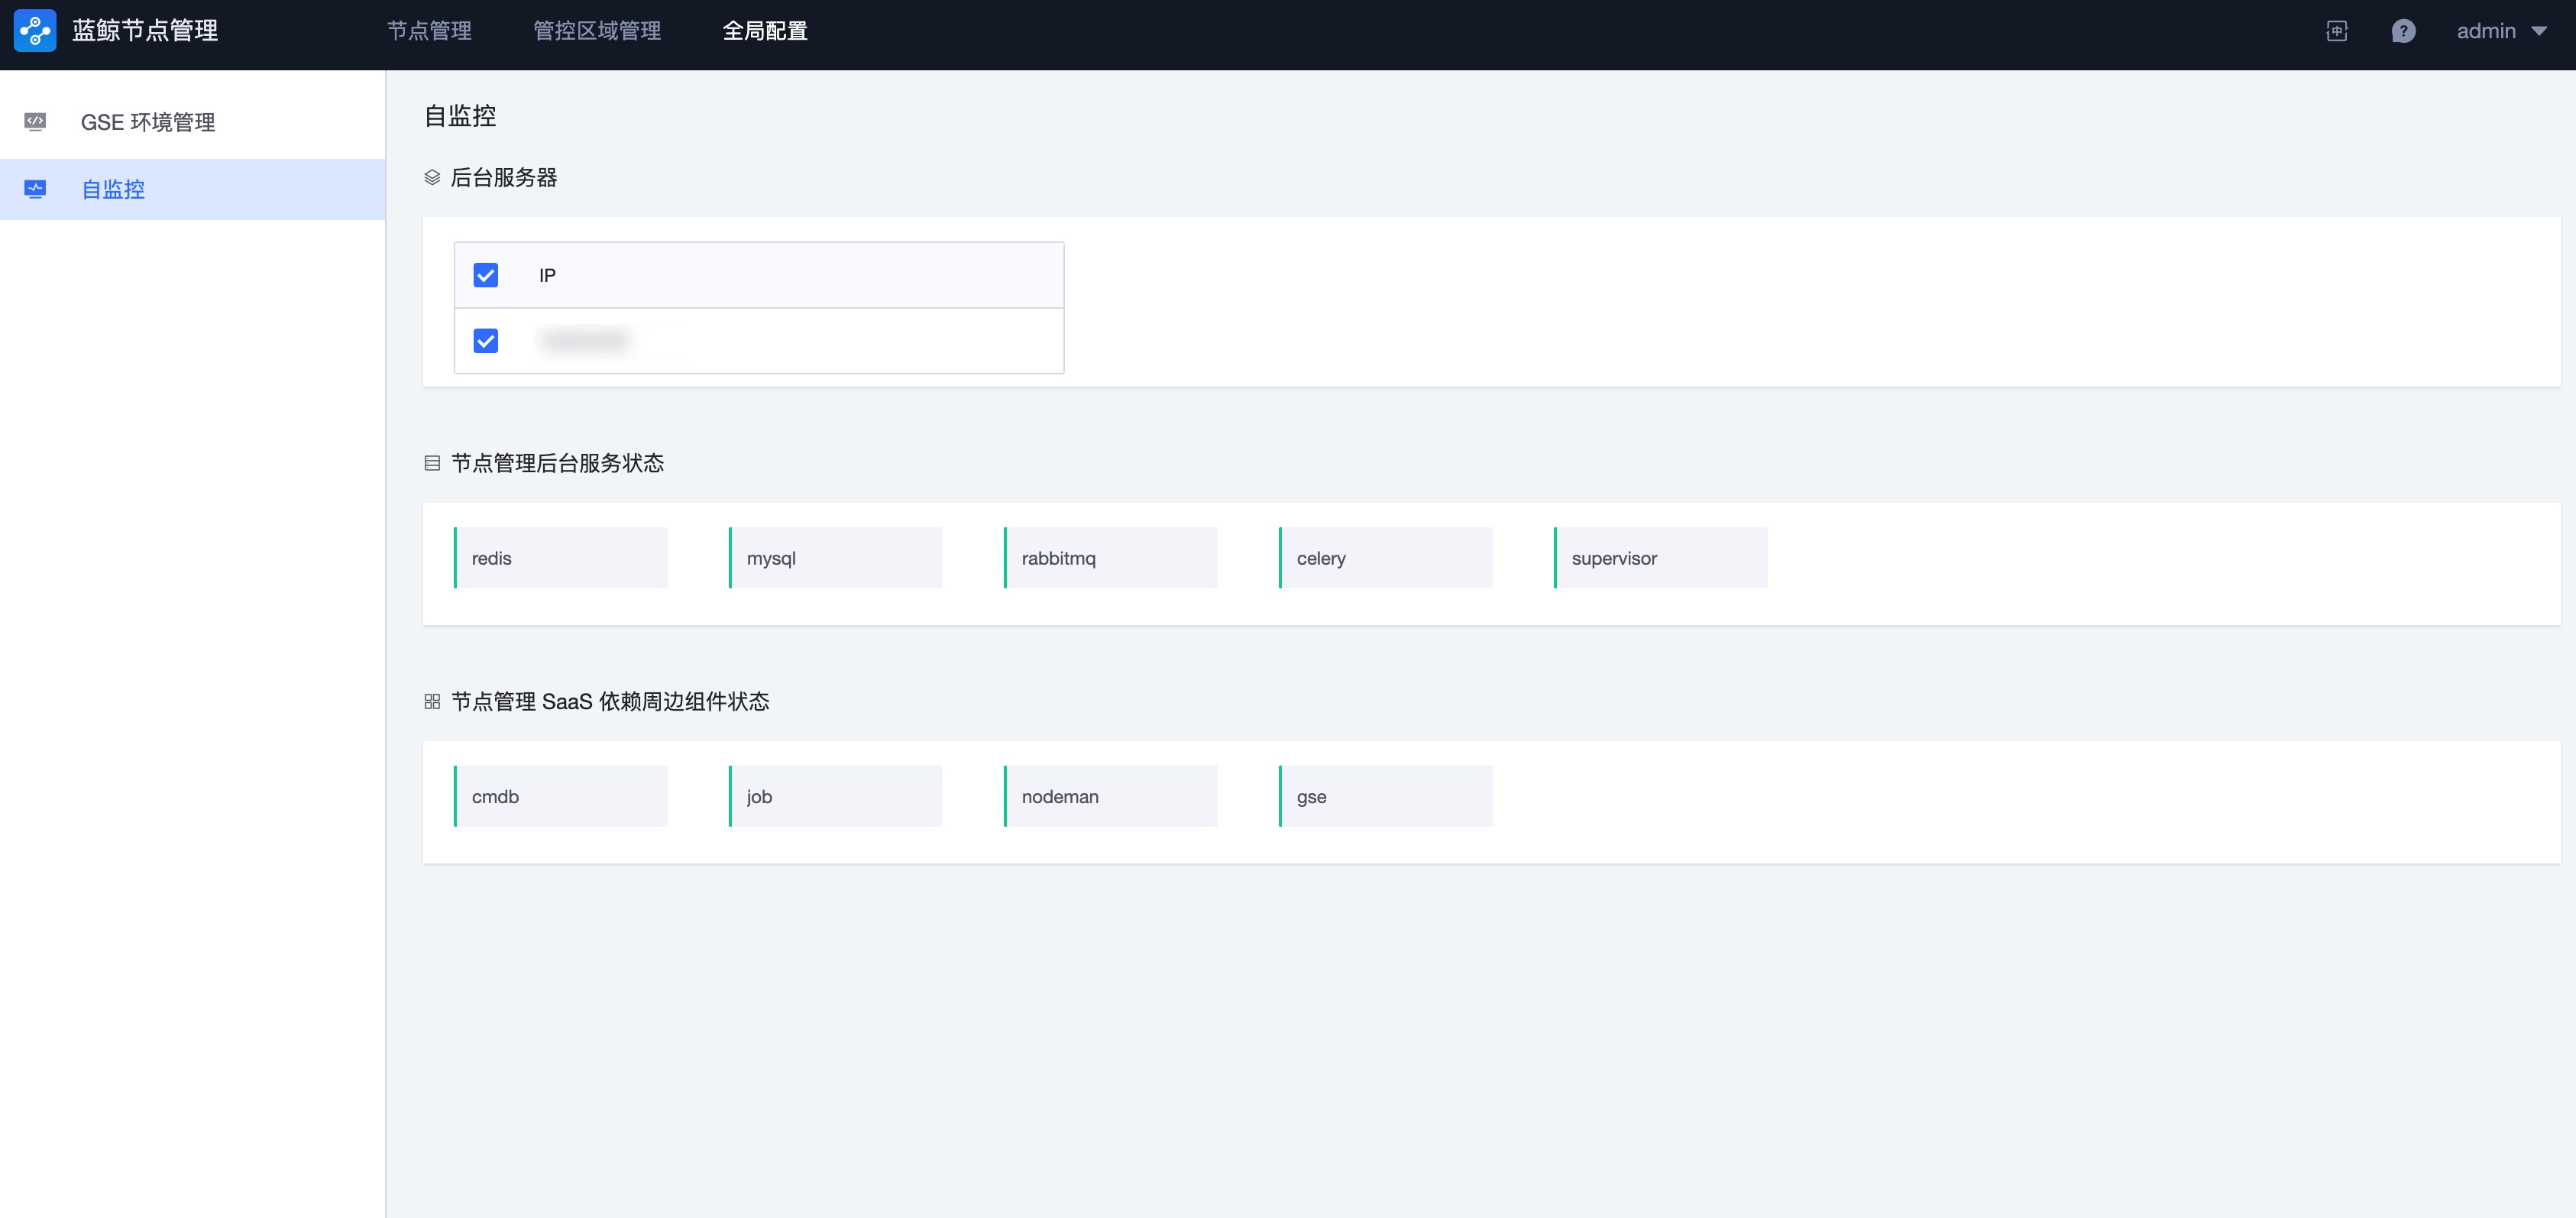 蓝鲸节点管理
节点管理 管控区域管理 全局配置
中
?
admin
GSE 环境管理
自监控
自监控
后台服务器
IP
节点管理后台服务状态
redis mysql rabbitmq celery supervisor
节点管理 SaaS 依赖周边组件状态
cmdb job nodeman gse